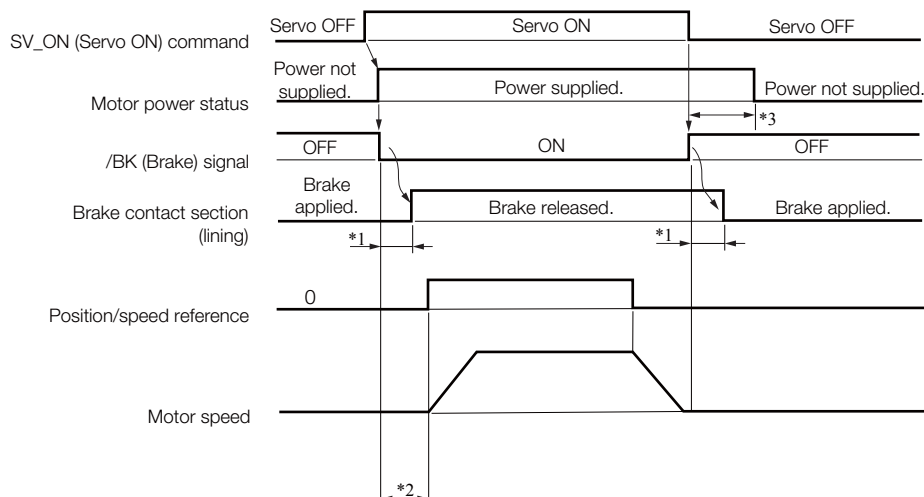 Servo OFF
Servo ON
Servo OFF
SV_ON (Servo ON) command
Power not
supplied.
Power supplied.
Power not supplied.
Motor power status
*3
OFF
ON
OFF
/BK (Brake) signal
Brake
applied.
Brake released.
Brake applied.
Brake contact section
(lining)
*1
*1
0
Position/speed reference
Motor speed
*2